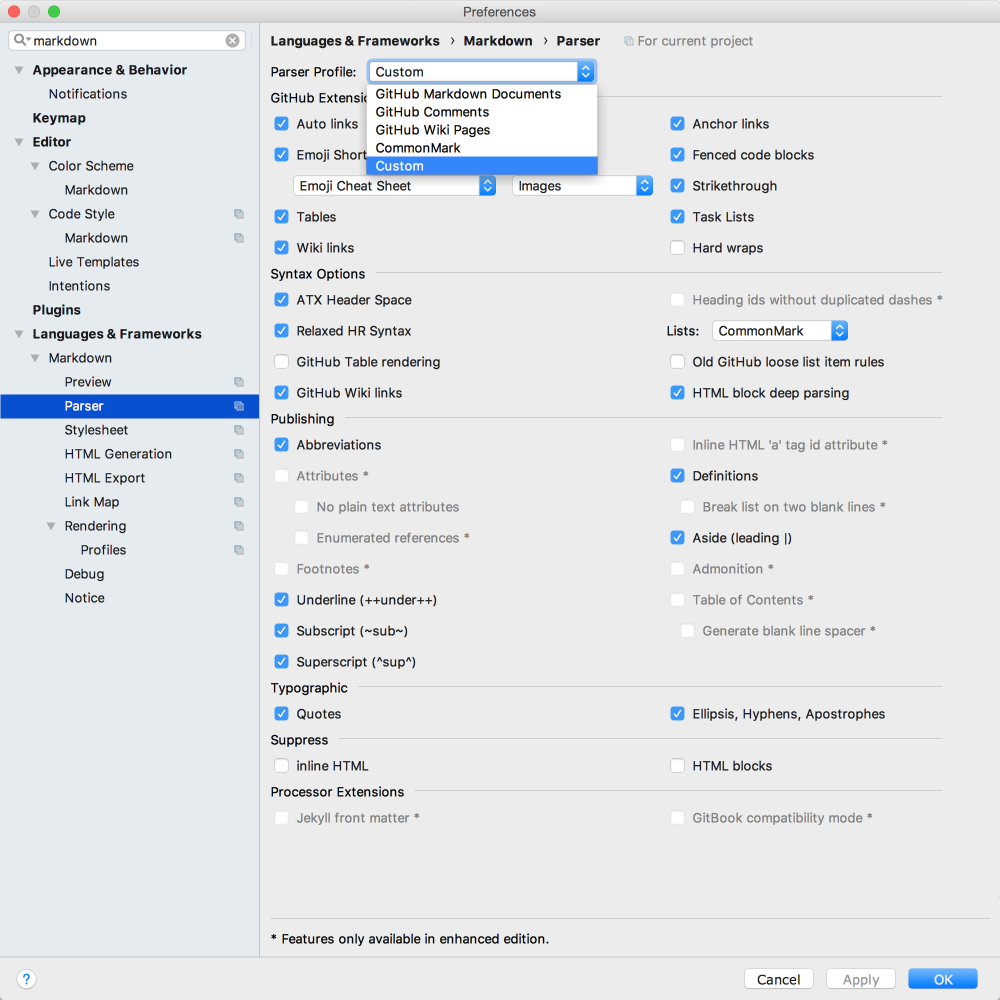 Preferences
markdown
Appearance & Behavior
Notifications
Keymap
Editor
Color Scheme
Markdown
Code Style
Markdown
Live Templates
Intentions
Plugins
Languages & Frameworks
Markdown
Preview
Parser
Stylesheet
HTML Generation
HTML Export
Link Map
Rendering
Profiles
Debug
Notice
Languages & Frameworks › Markdown › Parser For current project
Parser Profile: Custom
GitHub Markdown Documents
GitHub Comments
GitHub Wiki Pages
CommonMark
Custom
GitHub Extensio
Auto links Anchor links
Emoji Short Fenced code blocks
Emoji Cheat Sheet Images Strikethrough
Tables Task Lists
Wiki links Hard wraps
Syntax Options
ATX Header Space Heading ids without duplicated dashes *
Relaxed HR Syntax Lists: CommonMark
GitHub Table rendering Old GitHub loose list item rules
GitHub Wiki links HTML block deep parsing
Publishing
Abbreviations Inline HTML 'a' tag id attribute *
Attributes * Definitions
No plain text attributes Break list on two blank lines *
Enumerated references * Aside (leading |)
Footnotes * Admonition *
Underline (++under++) Table of Contents *
Subscript (~sub~) Generate blank line spacer *
Superscript (^sup^)
Typographic
Quotes Ellipsis, Hyphens, Apostrophes
Suppress
inline HTML HTML blocks
Processor Extensions
Jekyll front matter * GitBook compatibility mode *
* Features only available in enhanced edition.
? Cancel Apply OK